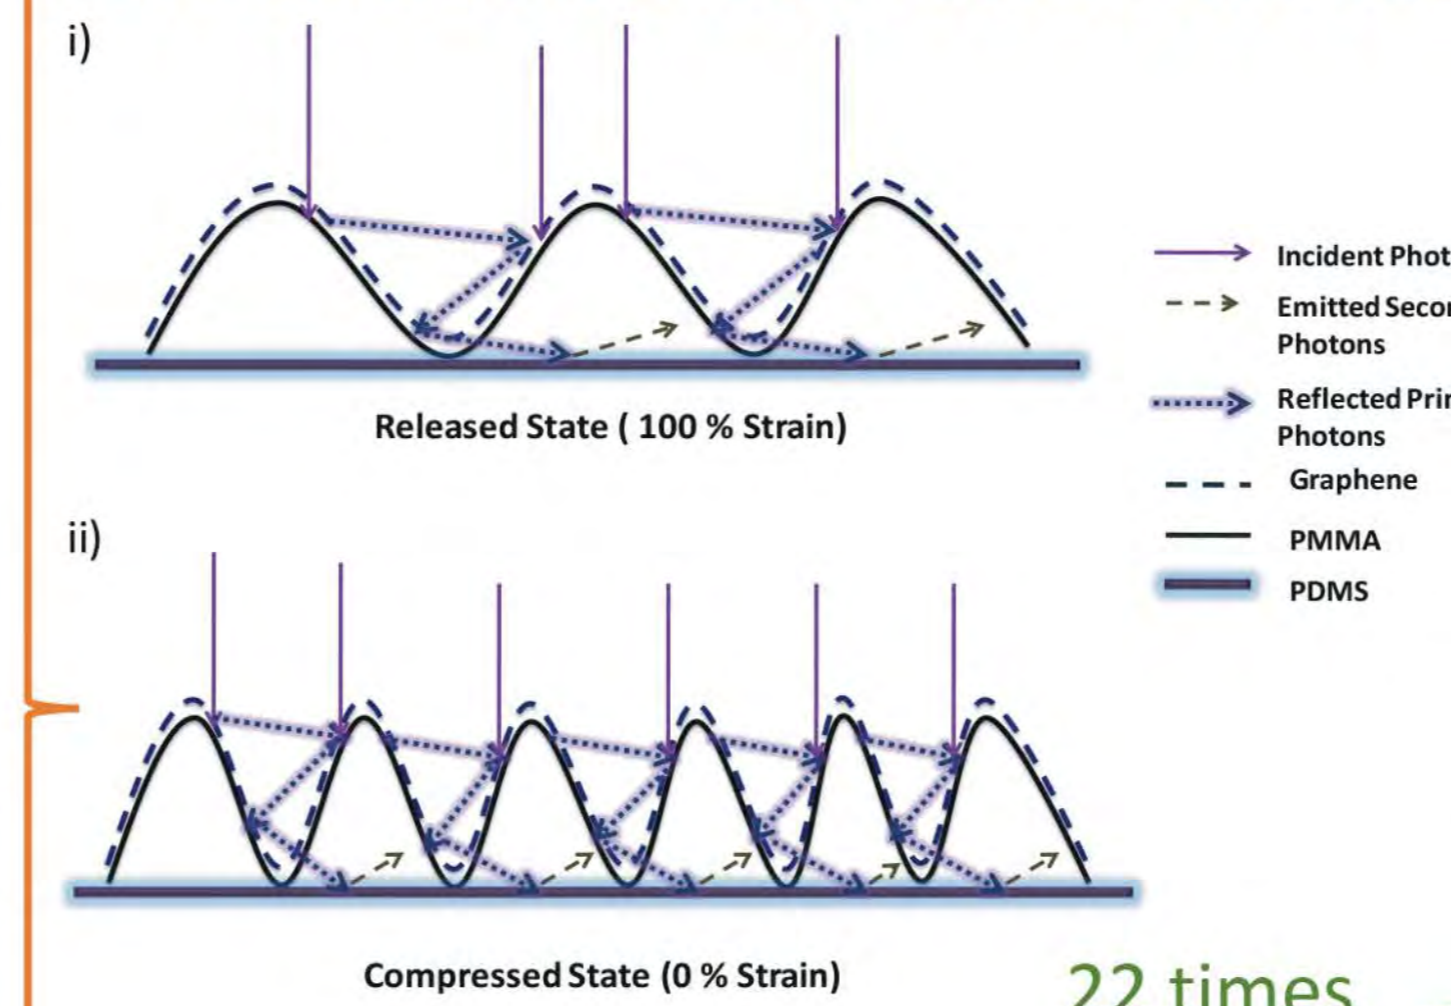 i)
Released State ( 100 % Strain)
Incident Phot
Emitted Secor
Photons
Reflected Prin
Photons
Graphene
PMMA
PDMS
ii)
Compressed State (0 % Strain)
22 times